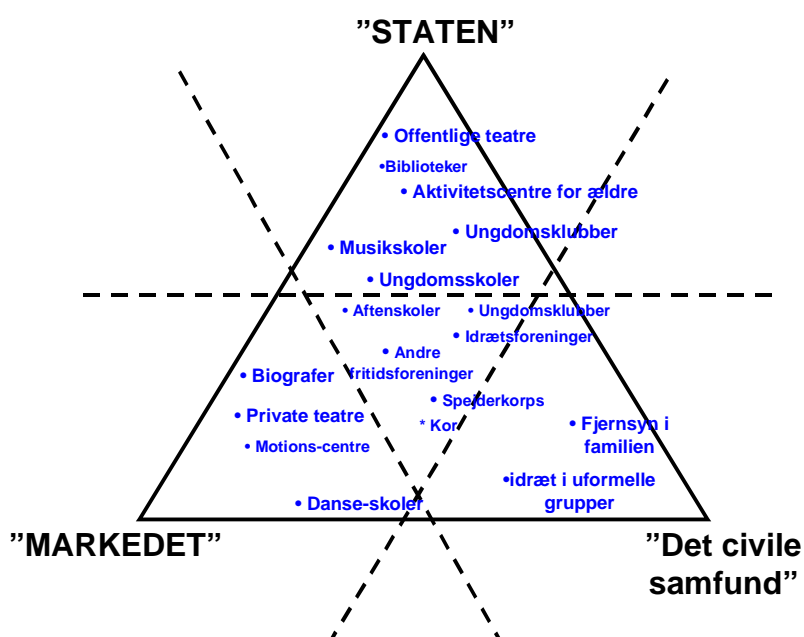 ”STATEN”
• Offentlige teatre
•Biblioteker
• Aktivitetscentre for ældre
• Ungdomsklubber
• Musikskoler
• Ungdomsskoler
• Aftenskoler
• Ungdomsklubber
• Idrætsforeninger
• Andre
fritidsforeninger
• Biografer
• Spejderkorps
• Private teatre
* Kor
• Fjernsyn i
familien
• Motions-centre
•idræt i uformelle
grupper
• Danse-skoler
”MARKEDET”
”Det civile
samfund”